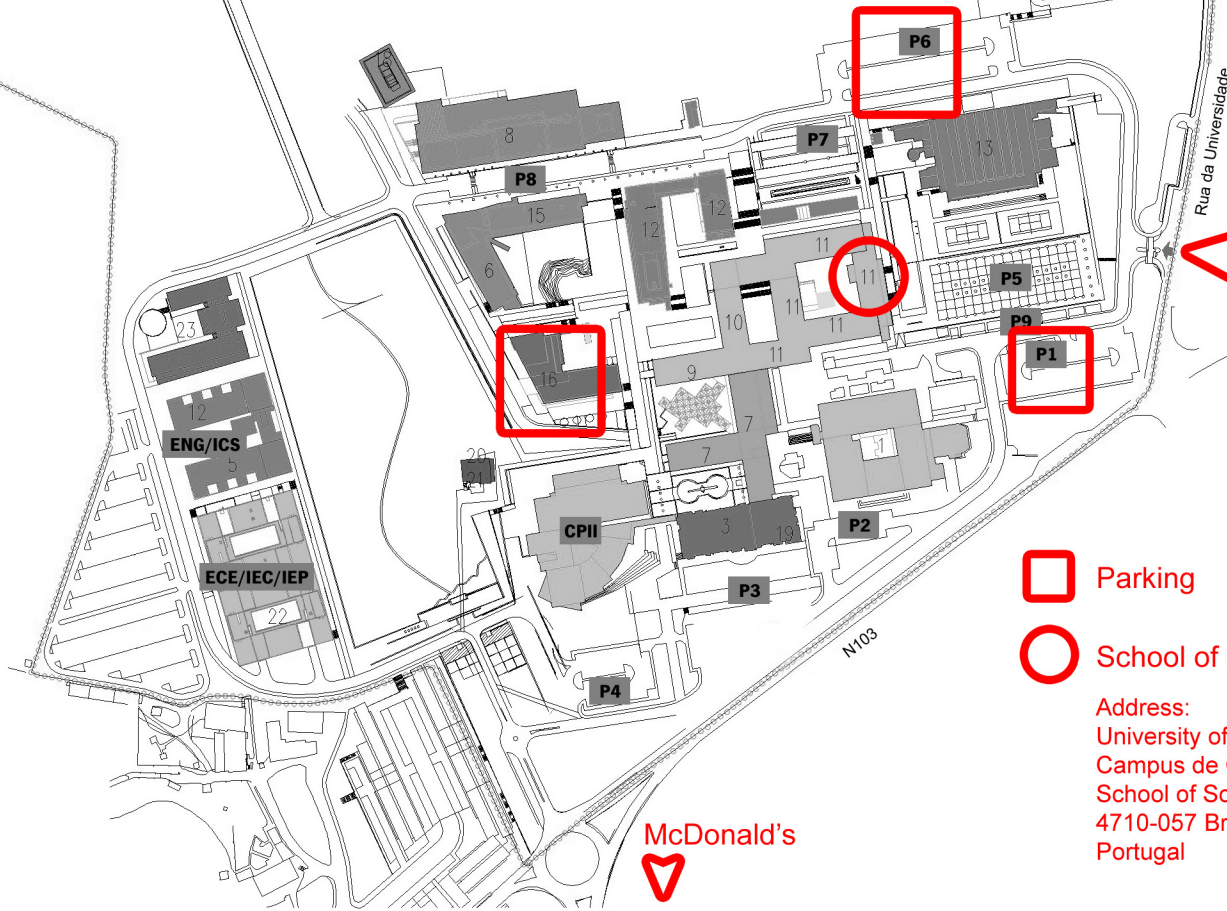 P6
Rua da Universidade
8
P7
13
P8
15
12
12
11
6
11
P5
10
11
11
P9
23
11
P1
16
9
12
7
1
ENG/ICS
5
20
7
21
CPII
3
19
P2
ECE/IEC/IEP
P3
22
Parking
N103
School of
P4
Address:
University of
Campus de
School of
4710-057
Portugal
McDonald's